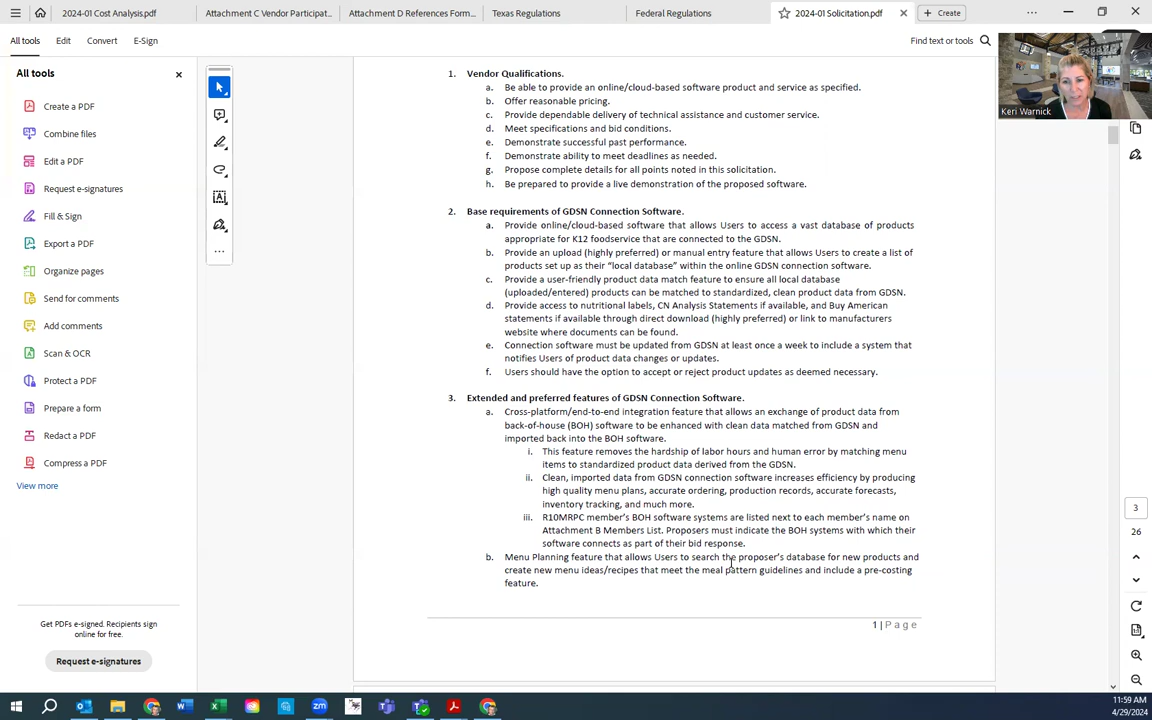 2024-01 Cost Analysis.pdf
Attachment C Vendor Participat...
Attachment D References Form...
Texas Regulations
Federal Regulations
2024-01 Solicitation.pdf
Create
All tools
Edit
Convert
E-Sign
Find text or tools
All tools
Create a PDF
Combine files
Edit a PDF
Request e-signatures
Fill & Sign
Export a PDF
Organize pages
Send for comments
Add comments
Scan & OCR
Protect a PDF
Prepare a form
Redact a PDF
Compress a PDF
View more
Get PDFs e-signed. Recipients sign
online for free.
Request e-signatures
1. Vendor Qualifications.
a. Be able to provide an online/cloud-based software product and service as specified.
b. Offer reasonable pricing.
c. Provide dependable delivery of technical assistance and customer service.
d. Meet specifications and bid conditions.
e. Demonstrate successful past performance.
f. Demonstrate ability to meet deadlines as needed.
g. Propose complete details for all points noted in this solicitation.
h. Be prepared to provide a live demonstration of the proposed software.
2. Base requirements of GDSN Connection Software.
a. Provide online/cloud-based software that allows Users to access a vast database of products
appropriate for K12 foodservice that are connected to the GDSN.
b. Provide an upload (highly preferred) or manual entry feature that allows Users to create a list of
products set up as their “local database” within the online GDSN connection software.
c. Provide a user-friendly product data match feature to ensure all local database
(uploaded/entered) products can be matched to standardized, clean product data from GDSN.
d. Provide access to nutritional labels, CN Analysis Statements if available, and Buy American
statements if available through direct download (highly preferred) or link to manufacturers
website where documents can be found.
e. Connection software must be updated from GDSN at least once a week to include a system that
notifies Users of product data changes or updates.
f. Users should have the option to accept or reject product updates as deemed necessary.
3. Extended and preferred features of GDSN Connection Software.
a. Cross-platform/end-to-end integration feature that allows an exchange of product data from
back-of-house (BOH) software to be enhanced with clean data matched from GDSN and
imported back into the BOH software.
i. This feature removes the hardship of labor hours and human error by matching menu
items to standardized product data derived from the GDSN.
ii. Clean, imported data from GDSN connection software increases efficiency by producing
high quality menu plans, accurate ordering, production records, accurate forecasts,
inventory tracking, and much more.
iii. R10MRPC member's BOH software systems are listed next to each member's name on
Attachment B Members List. Proposers must indicate the BOH systems with which their
software connects as part of their bid response.
b. Menu Planning feature that allows Users to search the proposer's database for new products and
create new menu ideas/recipes that meet the meal pattern guidelines and include a pre-costing
feature.
1 | Page
Keri Warnick
3
26
11:59 AM
4/29/2024